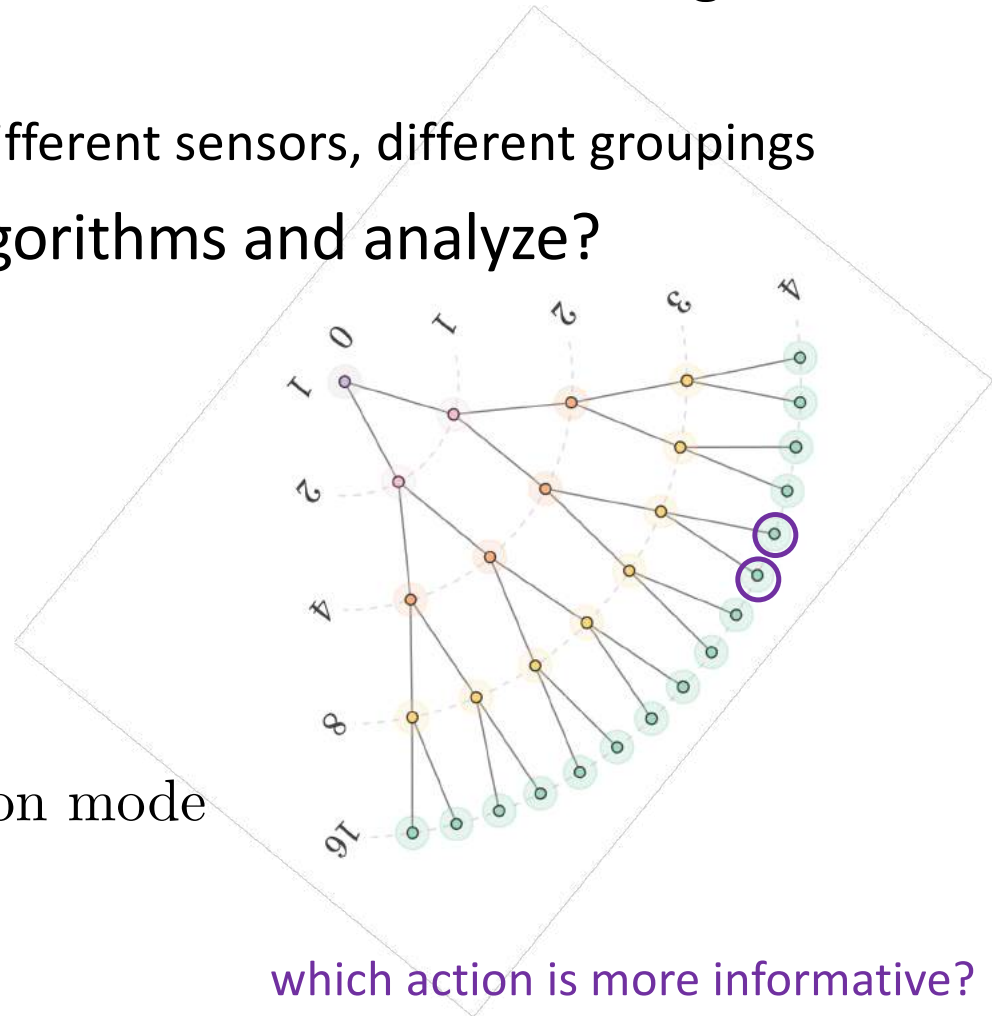 ifferent sensors, different groupings
gorithms and analyze?
0 1 2 3 4
1
2
4
8
16
on mode
which action is more informative?